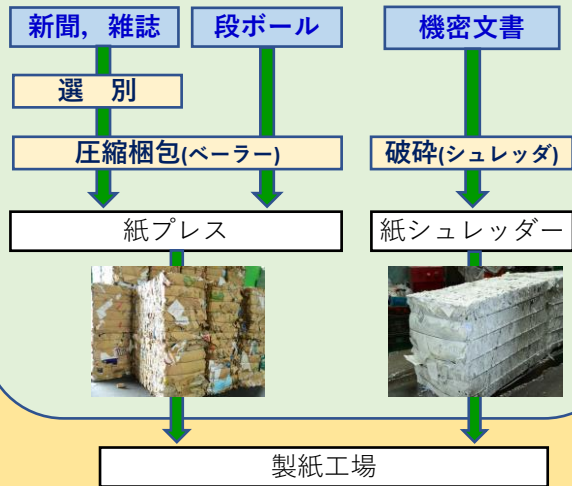 新聞，雑誌
段ボール
機密文書
選　別
圧縮梱包(ベーラー)
破砕(シュレッダ)
紙プレス
紙シュレッダー
製紙工場